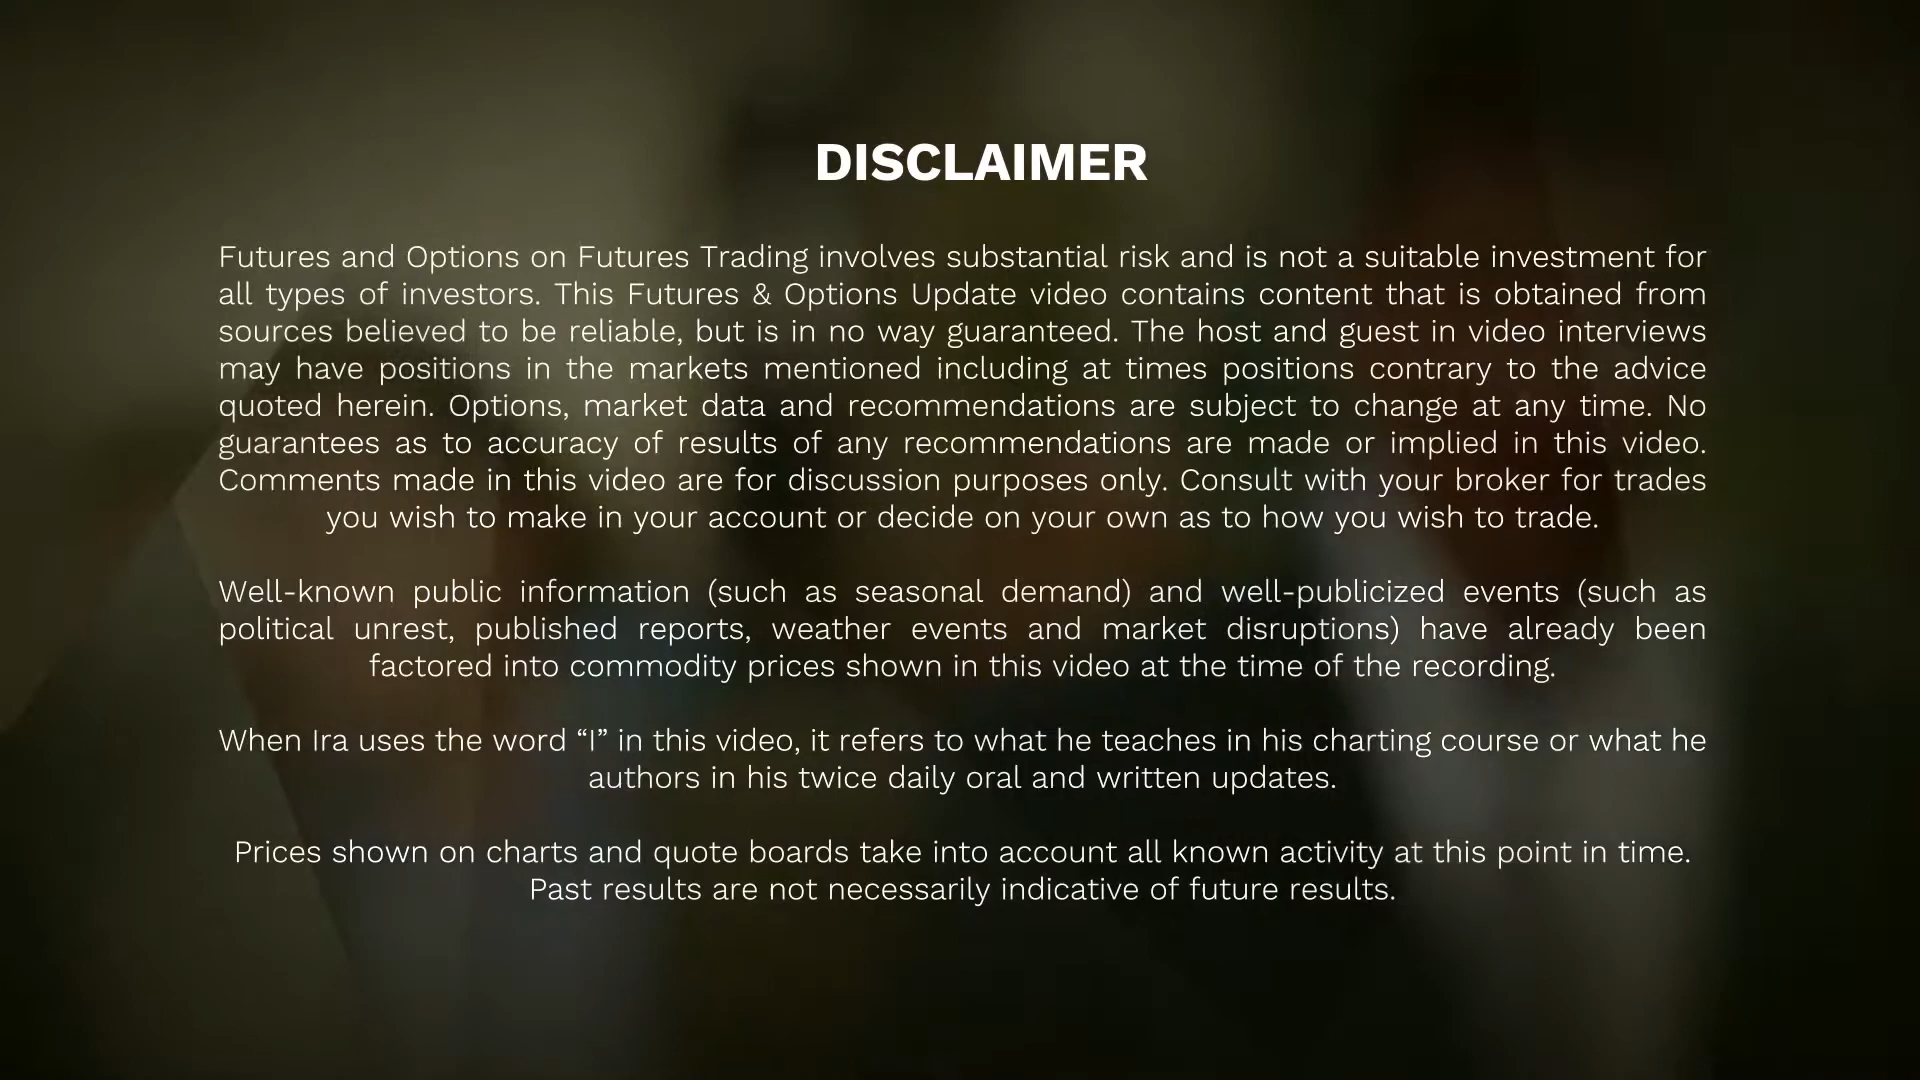 DISCLAIMER
Futures and Options on Futures Trading involves substantial risk and is not a suitable investment for
all types of investors. This Futures & Options Update video contains content that is obtained from
sources believed to be reliable, but is in no way guaranteed. The host and guest in video interviews
may have positions in the markets mentioned including at times positions contrary to the advice
quoted herein. Options, market data and recommendations are subject to change at any time. No
guarantees as to accuracy of results of any recommendations are made or implied in this video.
Comments made in this video are for discussion purposes only. Consult with your broker for trades
you wish to make in your account or decide on your own as to how you wish to trade.
Well-known public information (such as seasonal demand) and well-publicized events (such as
political unrest, published reports, weather events and market disruptions) have already been
factored into commodity prices shown in this video at the time of the recording.
When Ira uses the word “I” in this video, it refers to what he teaches in his charting course or what he
authors in his twice daily oral and written updates.
Prices shown on charts and quote boards take into account all known activity at this point in time.
Past results are not necessarily indicative of future results.